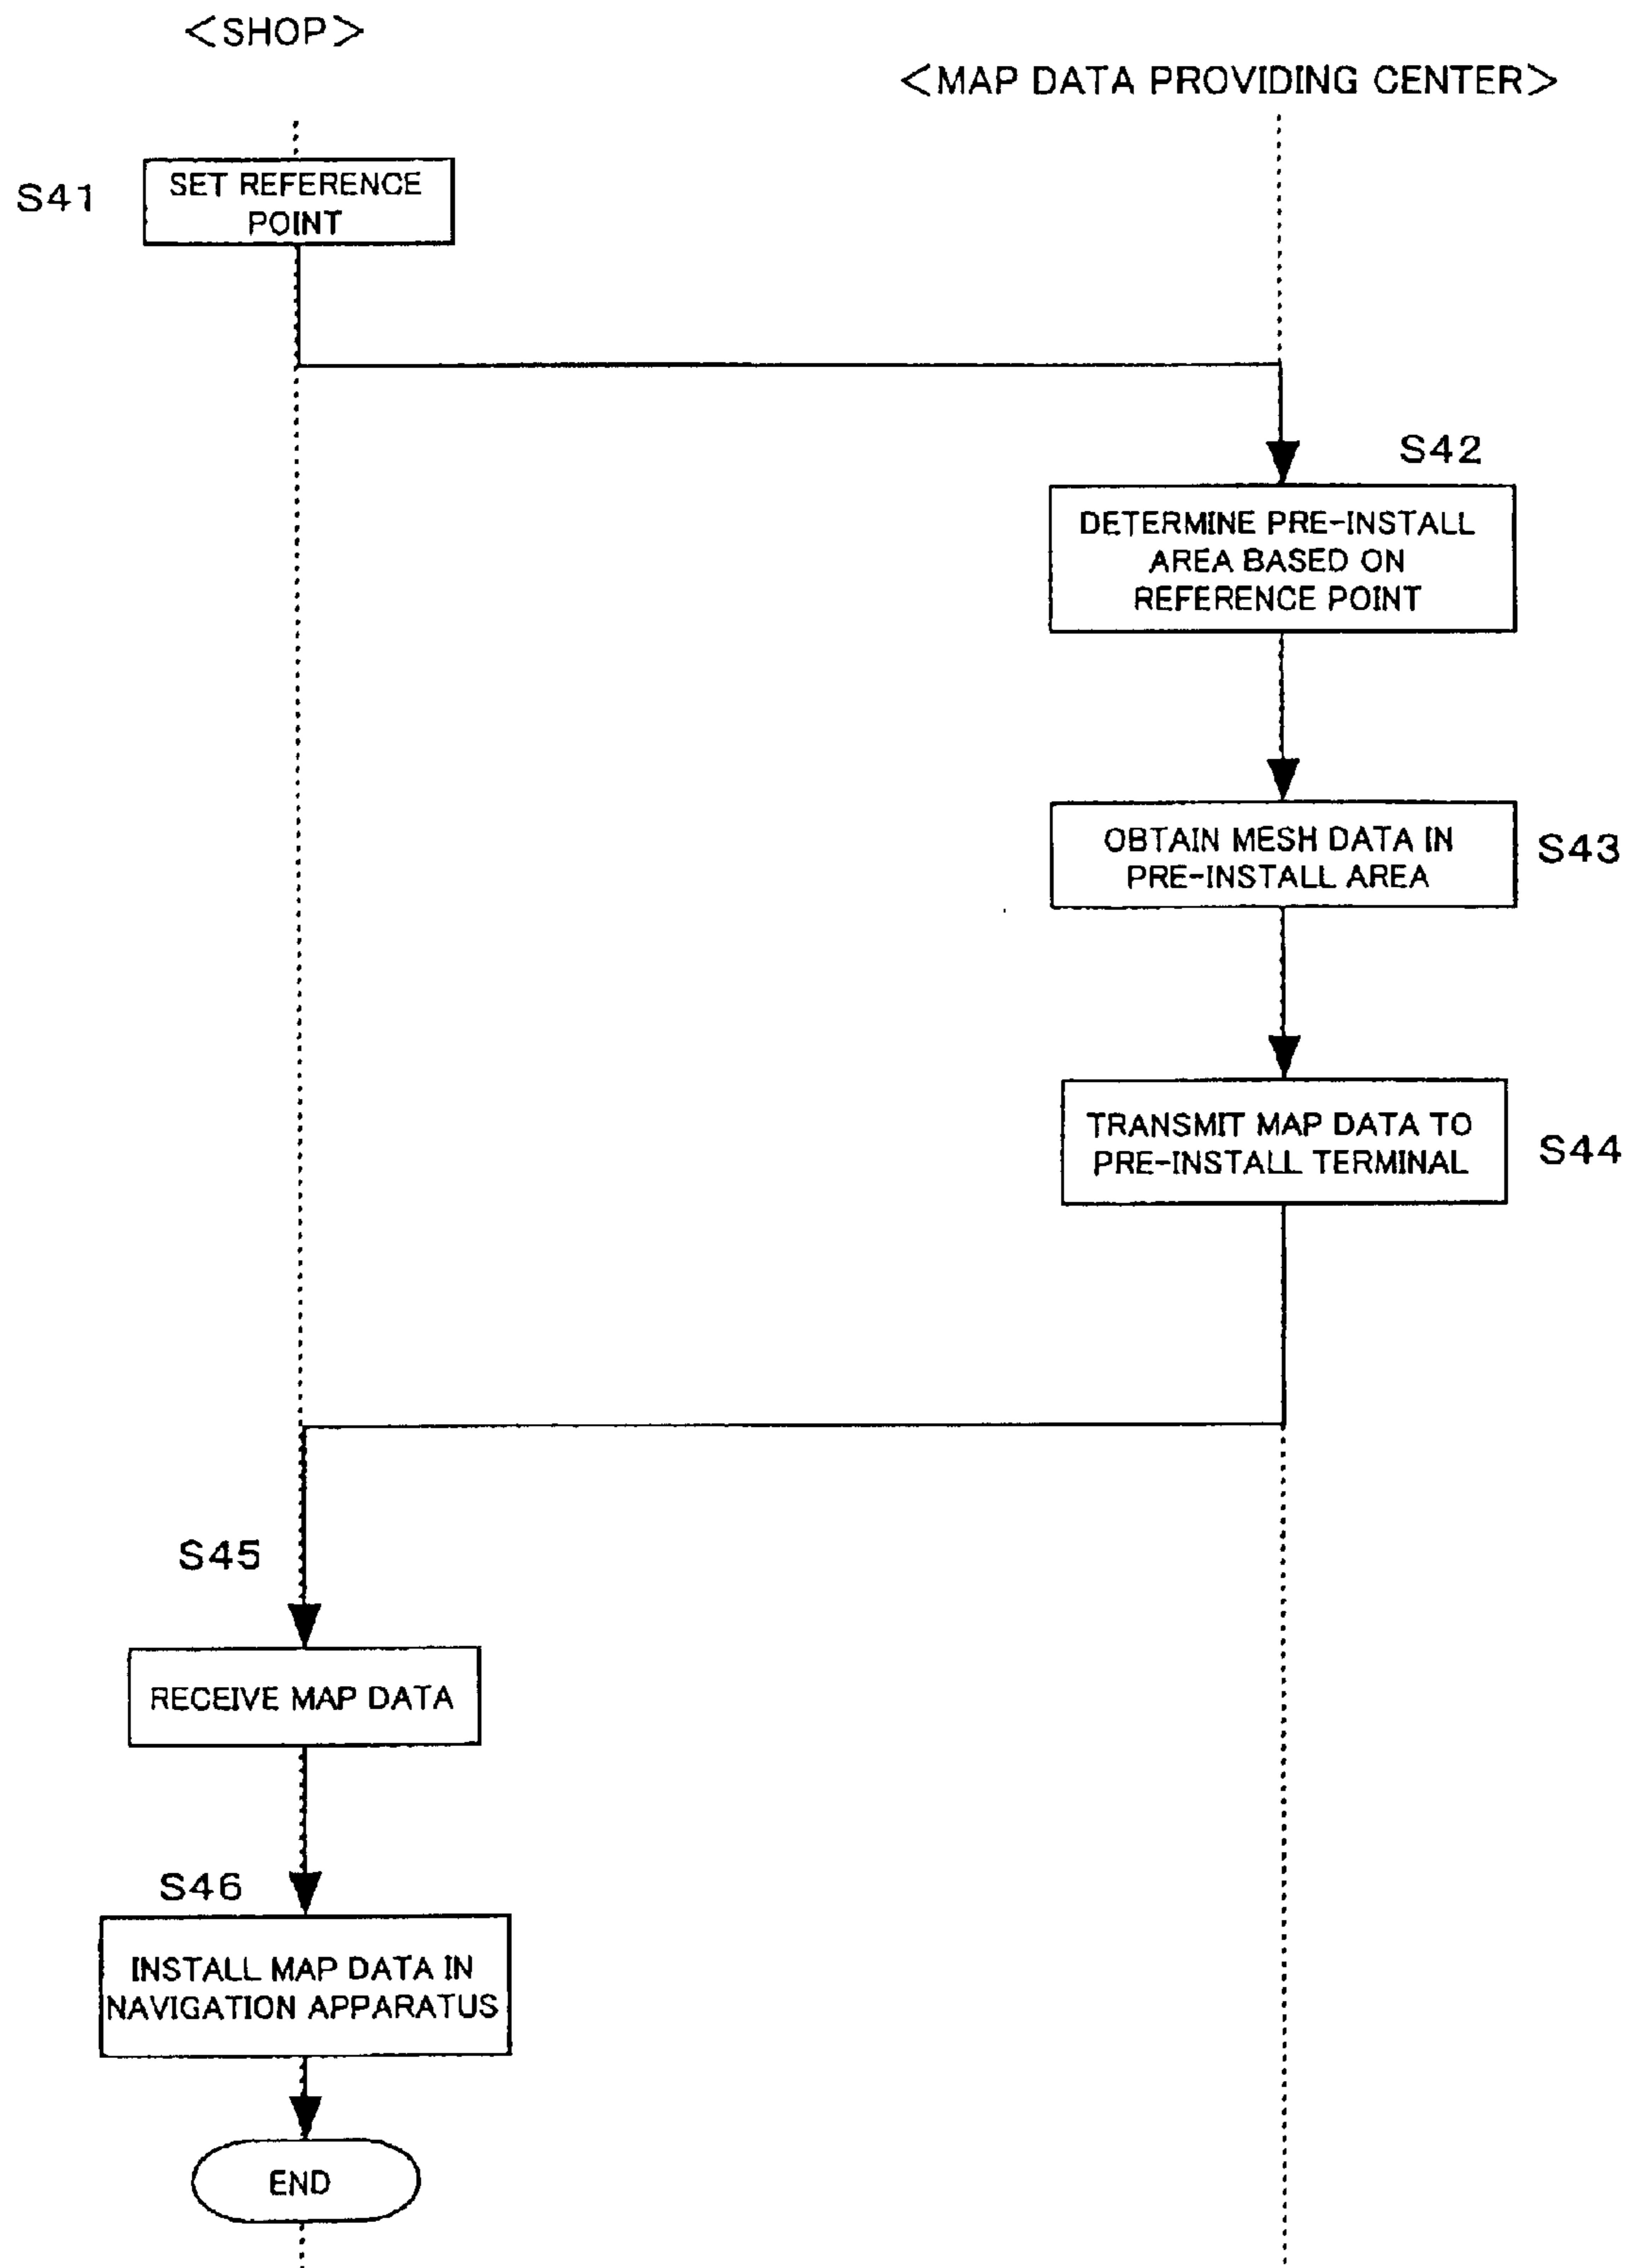 <SHOP>
<MAP DATA PROVIDING CENTER>
S41
SET REFERENCE
POINT
S42
DETERMINE PRE-INSTALL
AREA BASED ON
REFERENCE POINT
OBTAIN MESH DATA IN
PRE-INSTALL AREA
S43
TRANSMIT MAP DATA TO
PRE-INSTALL TERMINAL
S44
S45
RECEIVE MAP DATA
S46
INSTALL MAP DATA IN
NAVIGATION APPARATUS
END